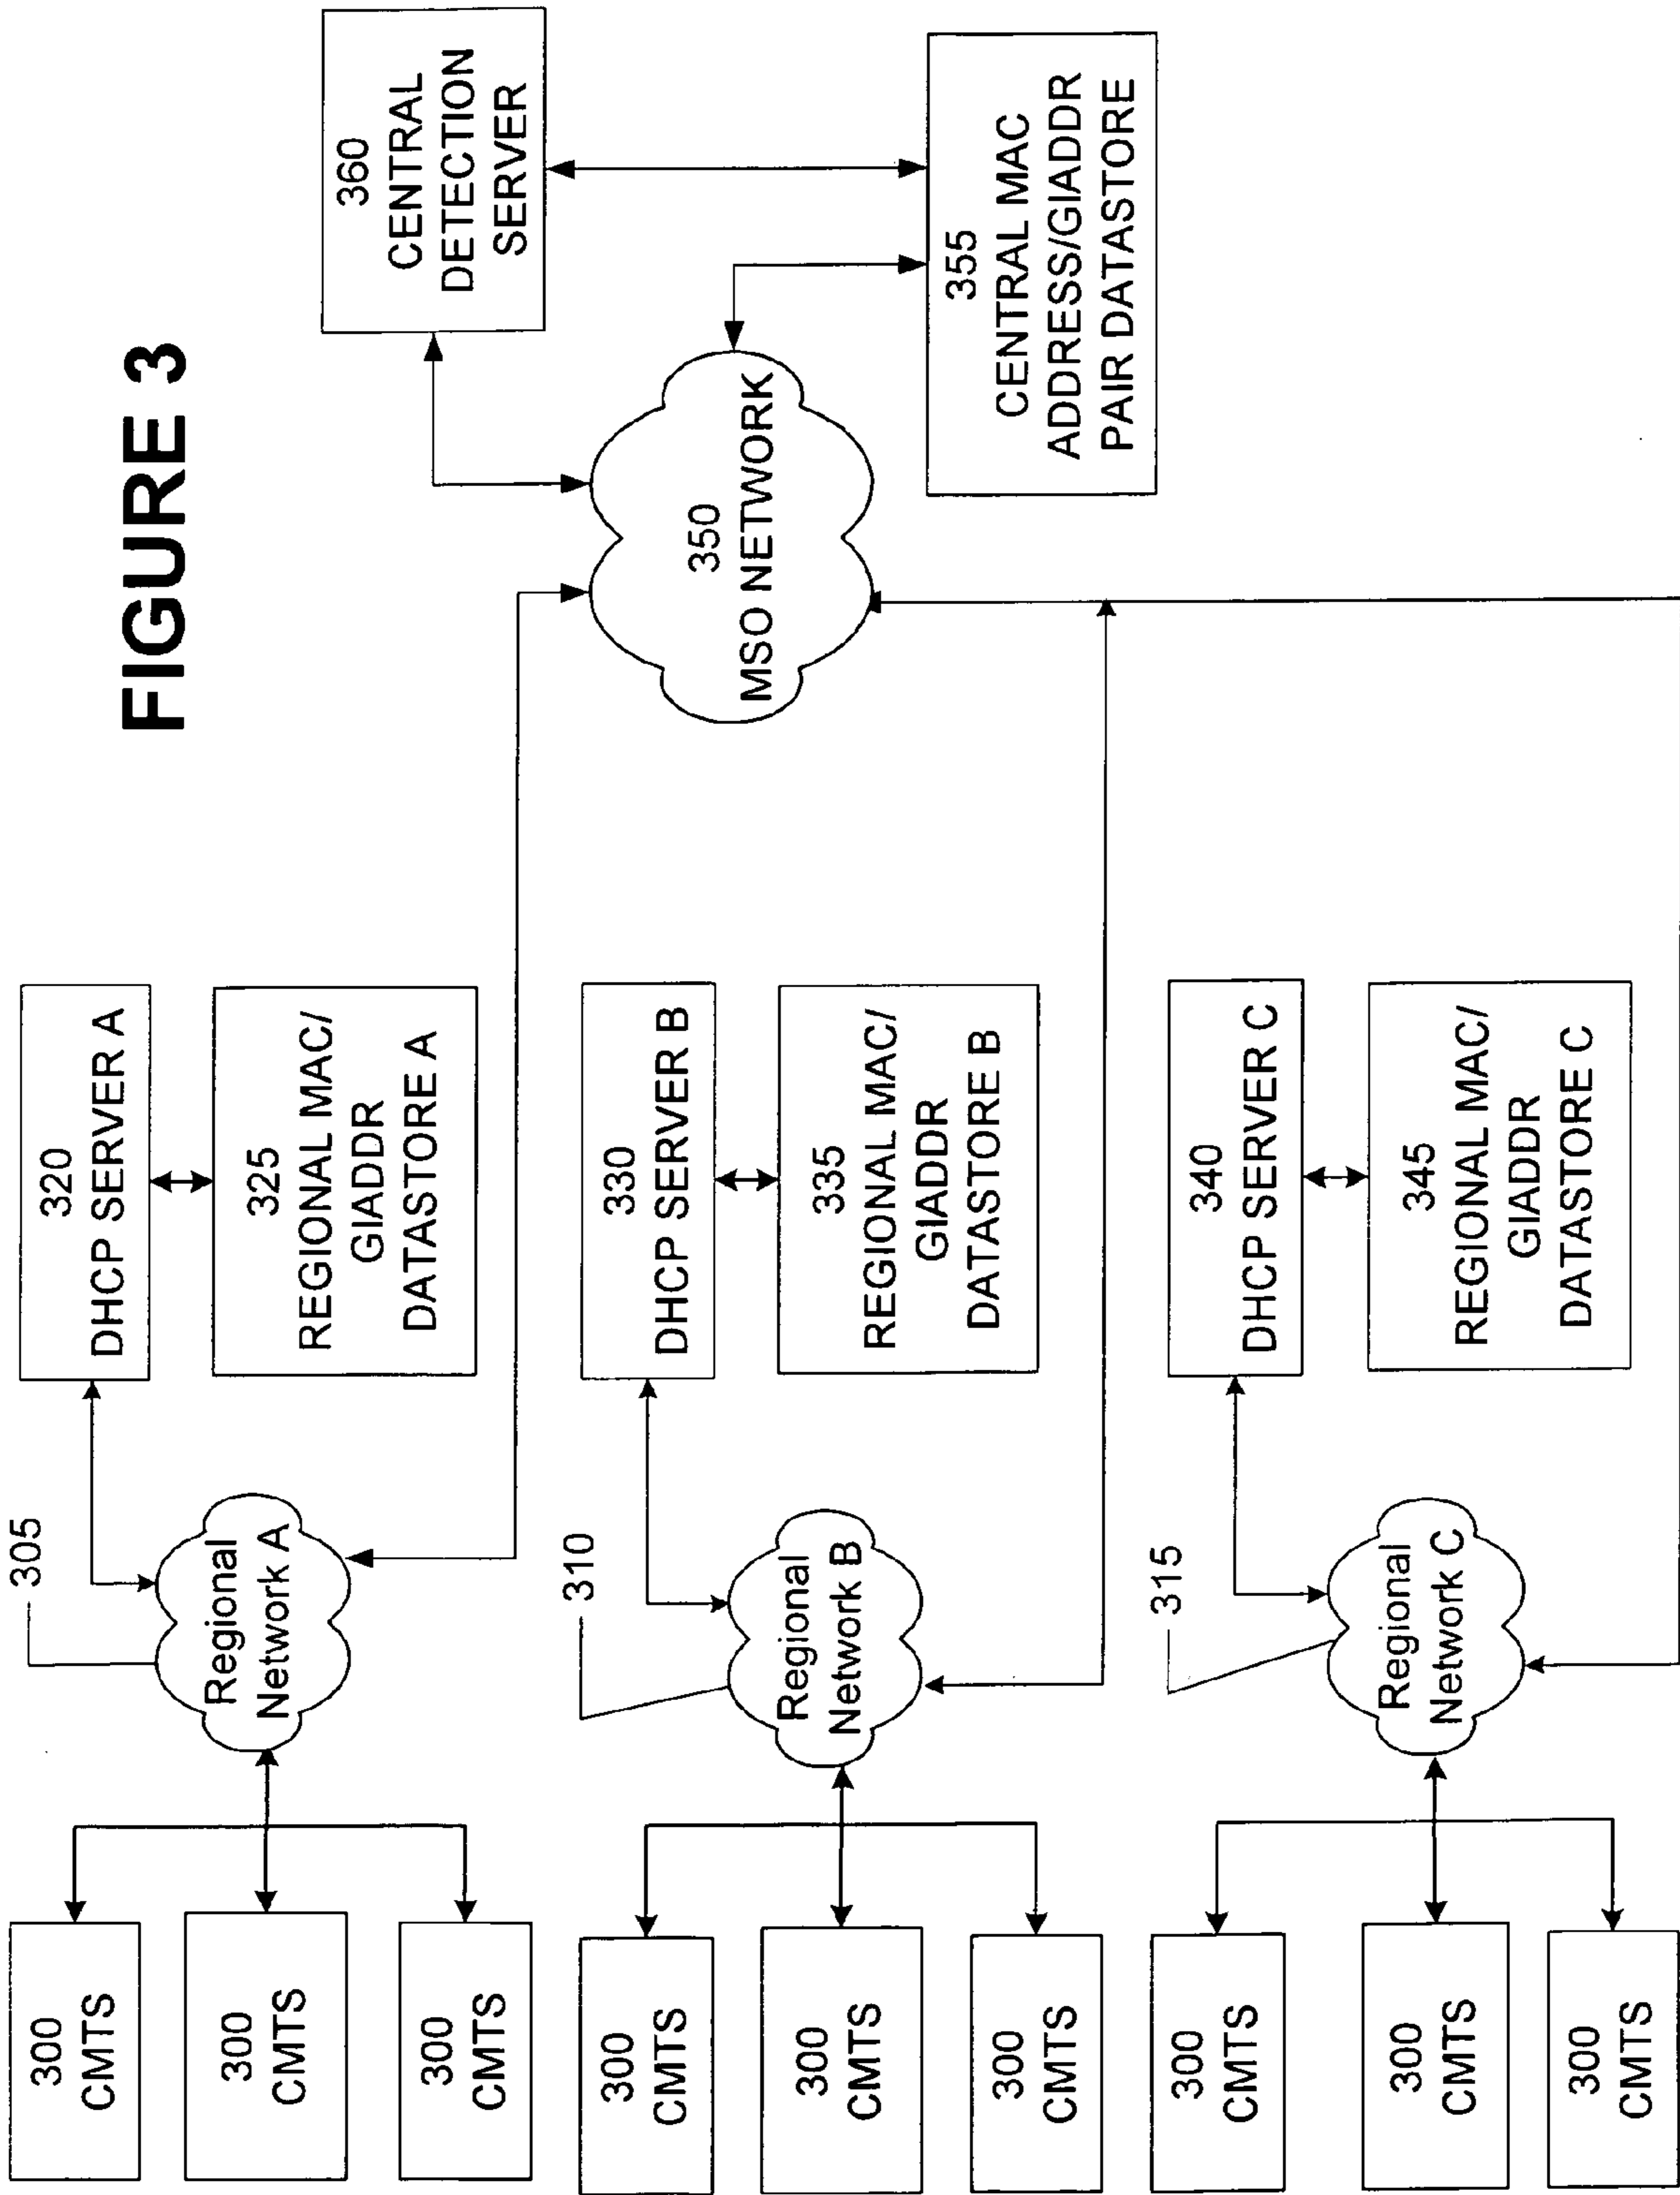 FIGURE 3
300
CMTS
300
CMTS
300
CMTS
305
Regional
Network A
320
DHCP SERVER A
325
REGIONAL MAC/
GIADDR
DATASTORE A
300
CMTS
300
CMTS
300
CMTS
310
Regional
Network B
330
DHCP SERVER B
335
REGIONAL MAC/
GIADDR
DATASTORE B
300
CMTS
300
CMTS
300
CMTS
315
Regional
Network C
340
DHCP SERVER C
345
REGIONAL MAC/
GIADDR
DATASTORE C
350
MSO NETWORK
360
CENTRAL
DETECTION
SERVER
355
CENTRAL MAC
ADDRESS/GIADDR
PAIR DATASTORE